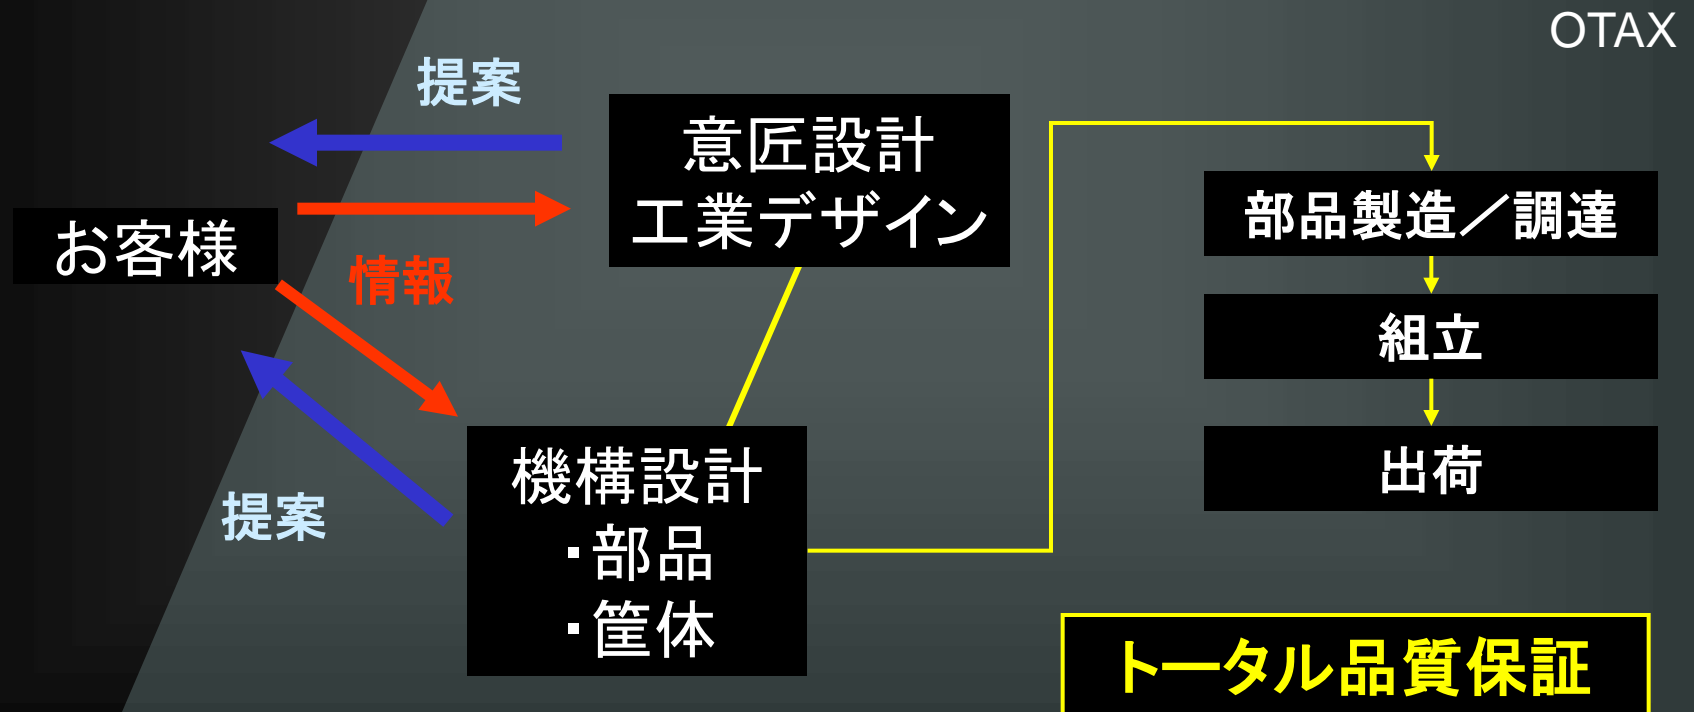 OTAX
提案
意匠設計
工業デザイン
お客様
情報
提案
機構設計
・部品
・筐体
部品製造／調達
組立
出荷
トータル品質保証